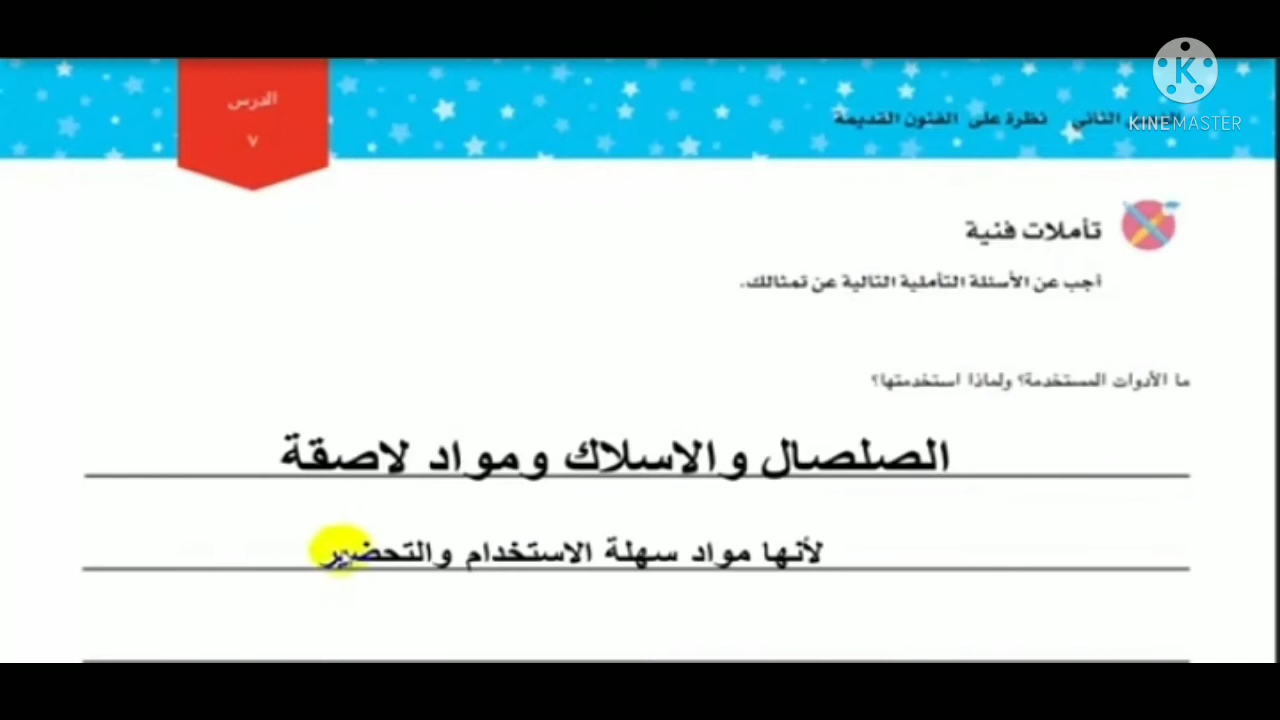 الثاني نظرة على الفنون القديمة
KINEMASTER
K
الدرس
٧
تأملات فنية
أجب عن الأسئلة التأملية التالية عن تمثالك.
ما الأدوات المستخدمة؟ ولماذا استخدمتها؟
الصلصال والاسلاك ومواد لاصقة
لأنها مواد سهلة الاستخدام والتحضير